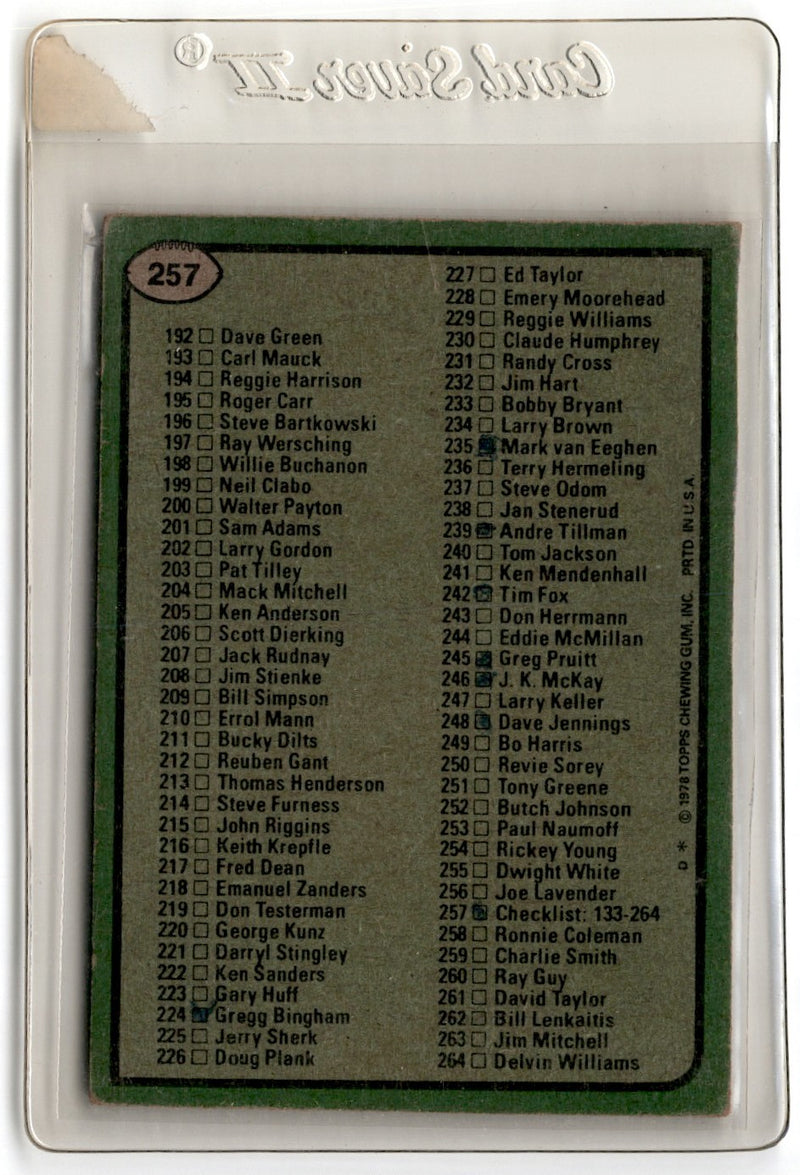 Card Saver III®
257
192 □ Dave Green
193 □ Carl Mauck
194 □ Reggie Harrison
195 □ Roger Carr
196 □ Steve Bartkowski
197 □ Ray Wersching
198 □ Willie Buchanon
199 □ Neil Clabo
200 □ Walter Payton
201 □ Sam Adams
202 □ Larry Gordon
203 □ Pat Tilley
204 □ Mack Mitchell
205 □ Ken Anderson
206 □ Scott Dierking
207 □ Jack Rudnay
208 □ Jim Stienke
209 □ Bill Simpson
210 □ Errol Mann
211 □ Bucky Dilts
212 □ Reuben Gant
213 □ Thomas Henderson
214 □ Steve Furness
215 □ John Riggins
216 □ Keith Krepfle
217 □ Fred Dean
218 □ Emanuel Zanders
219 □ Don Testerman
220 □ George Kunz
221 □ Darryl Stingley
222 □ Ken Sanders
223 □ Gary Huff
224 □ Gregg Bingham
225 □ Jerry Sherk
226 □ Doug Plank
227 □ Ed Taylor
228 □ Emery Moorehead
229 □ Reggie Williams
230 □ Claude Humphrey
231 □ Randy Cross
232 □ Jim Hart
233 □ Bobby Bryant
234 □ Larry Brown
235 □ Mark van Eeghen
236 □ Terry Hermeling
237 □ Steve Odom
238 □ Jan Stenerud
239 □ Andre Tillman
240 □ Tom Jackson
241 □ Ken Mendenhall
242 □ Tim Fox
243 □ Don Herrmann
244 □ Eddie McMillan
245 □ Greg Pruitt
246 □ J. K. McKay
247 □ Larry Keller
248 □ Dave Jennings
249 □ Bo Harris
250 □ Revie Sorey
251 □ Tony Greene
252 □ Butch Johnson
253 □ Paul Naumoff
254 □ Rickey Young
255 □ Dwight White
256 □ Joe Lavender
257 □ Checklist: 133-264
258 □ Ronnie Coleman
259 □ Charlie Smith
260 □ Ray Guy
261 □ David Taylor
262 □ Bill Lenkaitis
263 □ Jim Mitchell
264 □ Delvin Williams
D * © 1978 TOPPS CHEWING GUM, INC. PRTD. IN U.S.A.